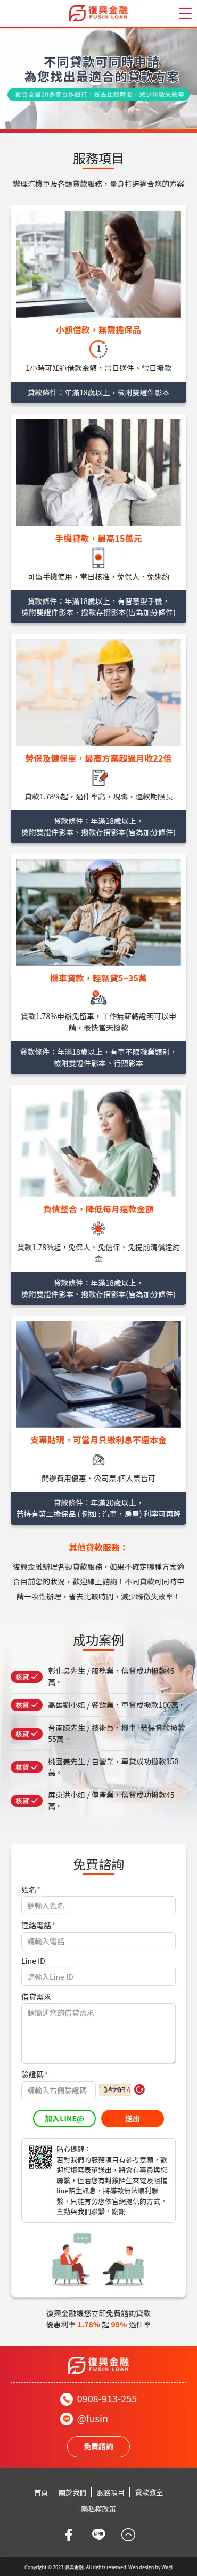 復興金融
FUSIN LOAN
不同貸款可同時申請
為您找出最適合的貸款方案
配合全臺20多家合作銀行，省去比較時間，減少聯徵失敗率
服務項目
辦理汽機車及各類貸款服務，量身打造適合您的方案
小額借款，無需擔保品
1
1小時可知道借款金額，當日送件、當日撥款
貸款條件：年滿18歲以上，檢附雙證件影本
手機貸款，最高15萬元
可留手機使用，當日核准，免保人、免綁約
貸款條件：年滿18歲以上，有智慧型手機，
檢附雙證件影本、撥款存摺影本(皆為加分條件)
勞保及健保單，最高方案超過月收22倍
貸款1.78%起，過件率高，現職，還款期限長
貸款條件：年滿18歲以上，
檢附雙證件影本、撥款存摺影本(皆為加分條件)
機車貸款，輕鬆貸5~35萬
貸款1.78%申辦免留車，工作無薪轉證明可以申
請，最快當天撥款
貸款條件：年滿18歲以上，有車不限職業類別，
檢附雙證件影本、行照影本
負債整合，降低每月還款金額
貸款1.78%起，免保人、免信保、免提前清償違約
金
貸款條件：年滿18歲以上，
檢附雙證件影本、撥款存摺影本(皆為加分條件)
支票貼現，可當月只繳利息不還本金
開辦費用優惠、公司票.個人票皆可
貸款條件：年滿20歲以上，
若持有第二擔保品 ( 例如 : 汽車，房屋) 利率可再降
其他貸款服務：
復興金融辦理各類貸款服務，如果不確定哪種方案適
合目前您的狀況，歡迎線上諮詢！不同貸款可同時申
請一次性辦理，省去比較時間，減少聯徵失敗率！
成功案例
核貸 彰化吳先生 / 服務業，信貸成功撥款45
萬。
核貸 高雄劉小姐 / 餐飲業，車貸成撥款100萬。
核貸 台南陳先生 / 技術員，機車+勞保貸款撥款
55萬。
核貸 桃園姜先生 / 自營業，車貸成功撥款150
萬。
核貸 屏東洪小姐 / 傳產業，信貸成功撥款45
萬。
免費諮詢
姓名*
請輸入姓名
連絡電話*
請輸入電話
Line ID
請輸入Line ID
借貸需求
請簡述您的借貸需求
驗證碼*
請輸入右側驗證碼
加入LINE@
送出
貼心提醒：
若對我們的服務項目有參考意願，歡
迎您填寫表單送出，將會有專員與您
聯繫，但若您有封鎖陌生來電及阻擋
line陌生訊息，將導致無法順利聯
繫，只能有勞您依官網提供的方式，
主動與我們聯繫，謝謝
復興金融讓您立即免費諮詢貸款
優惠利率 1.78% 起 99% 過件率
復興金融
FUSIN LOAN
0908-913-255
@fusin
免費諮詢
首頁
關於我們
服務項目
貸款教室
隱私權政策
LINE
Copyright © 2023 復興金融. All rights reserved. Web design by Wagi